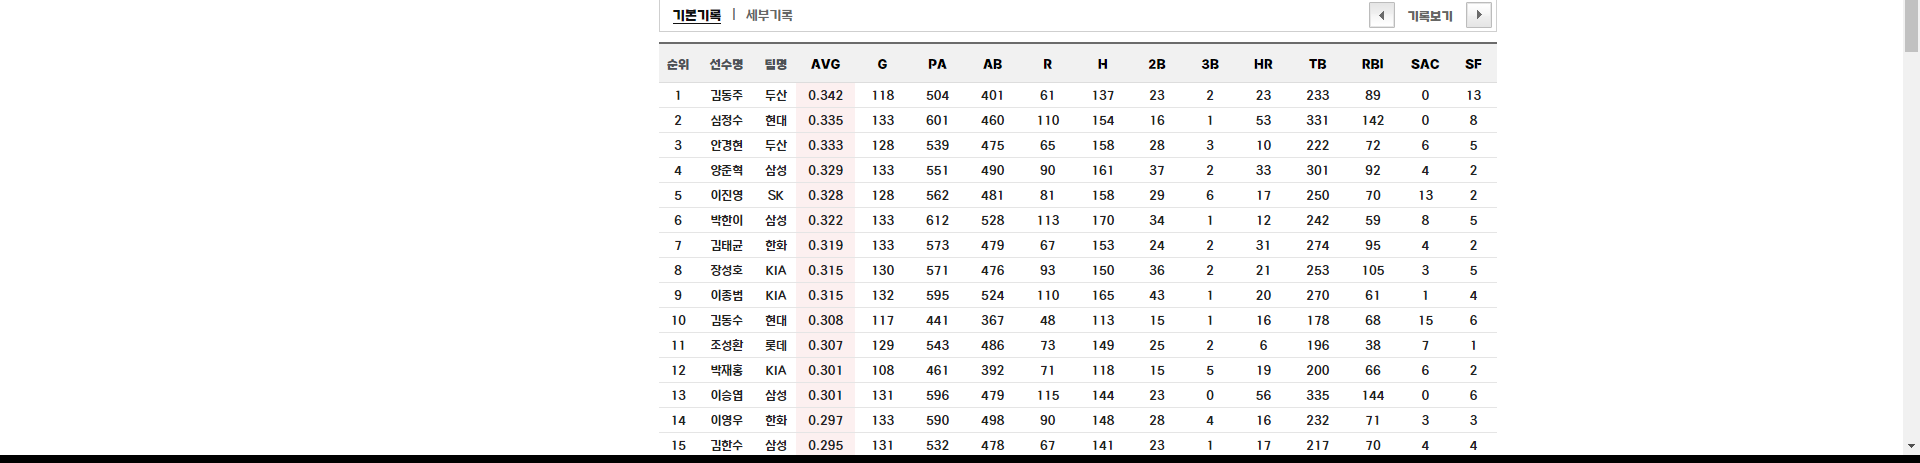 기본기록 | 세부기록 기록보기
순위 선수명 팀명 AVG G PA AB R H 2B 3B HR TB RBI SAC SF
1 김동주 두산 0.342 118 504 401 61 137 23 2 23 233 89 0 13
2 심정수 현대 0.335 133 601 460 110 154 16 1 53 331 142 0 8
3 안경현 두산 0.333 128 539 475 65 158 28 3 10 222 72 6 5
4 양준혁 삼성 0.329 133 551 490 90 161 37 2 33 301 92 4 2
5 이진영 SK 0.328 128 562 481 81 158 29 6 17 250 70 13 2
6 박한이 삼성 0.322 133 612 528 113 170 34 1 12 242 59 8 5
7 김태균 한화 0.319 133 573 479 67 153 24 2 31 274 95 4 2
8 장성호 KIA 0.315 130 571 476 93 150 36 2 21 253 105 3 5
9 이종범 KIA 0.315 132 595 524 110 165 43 1 20 270 61 1 4
10 김동수 현대 0.308 117 441 367 48 113 15 1 16 178 68 15 6
11 조성환 롯데 0.307 129 543 486 73 149 25 2 6 196 38 7 1
12 박재홍 KIA 0.301 108 461 392 71 118 15 5 19 200 66 6 2
13 이승엽 삼성 0.301 131 596 479 115 144 23 0 56 335 144 0 6
14 이영우 한화 0.297 133 590 498 90 148 28 4 16 232 71 3 3
15 김한수 삼성 0.295 131 532 478 67 141 23 1 17 217 70 4 4